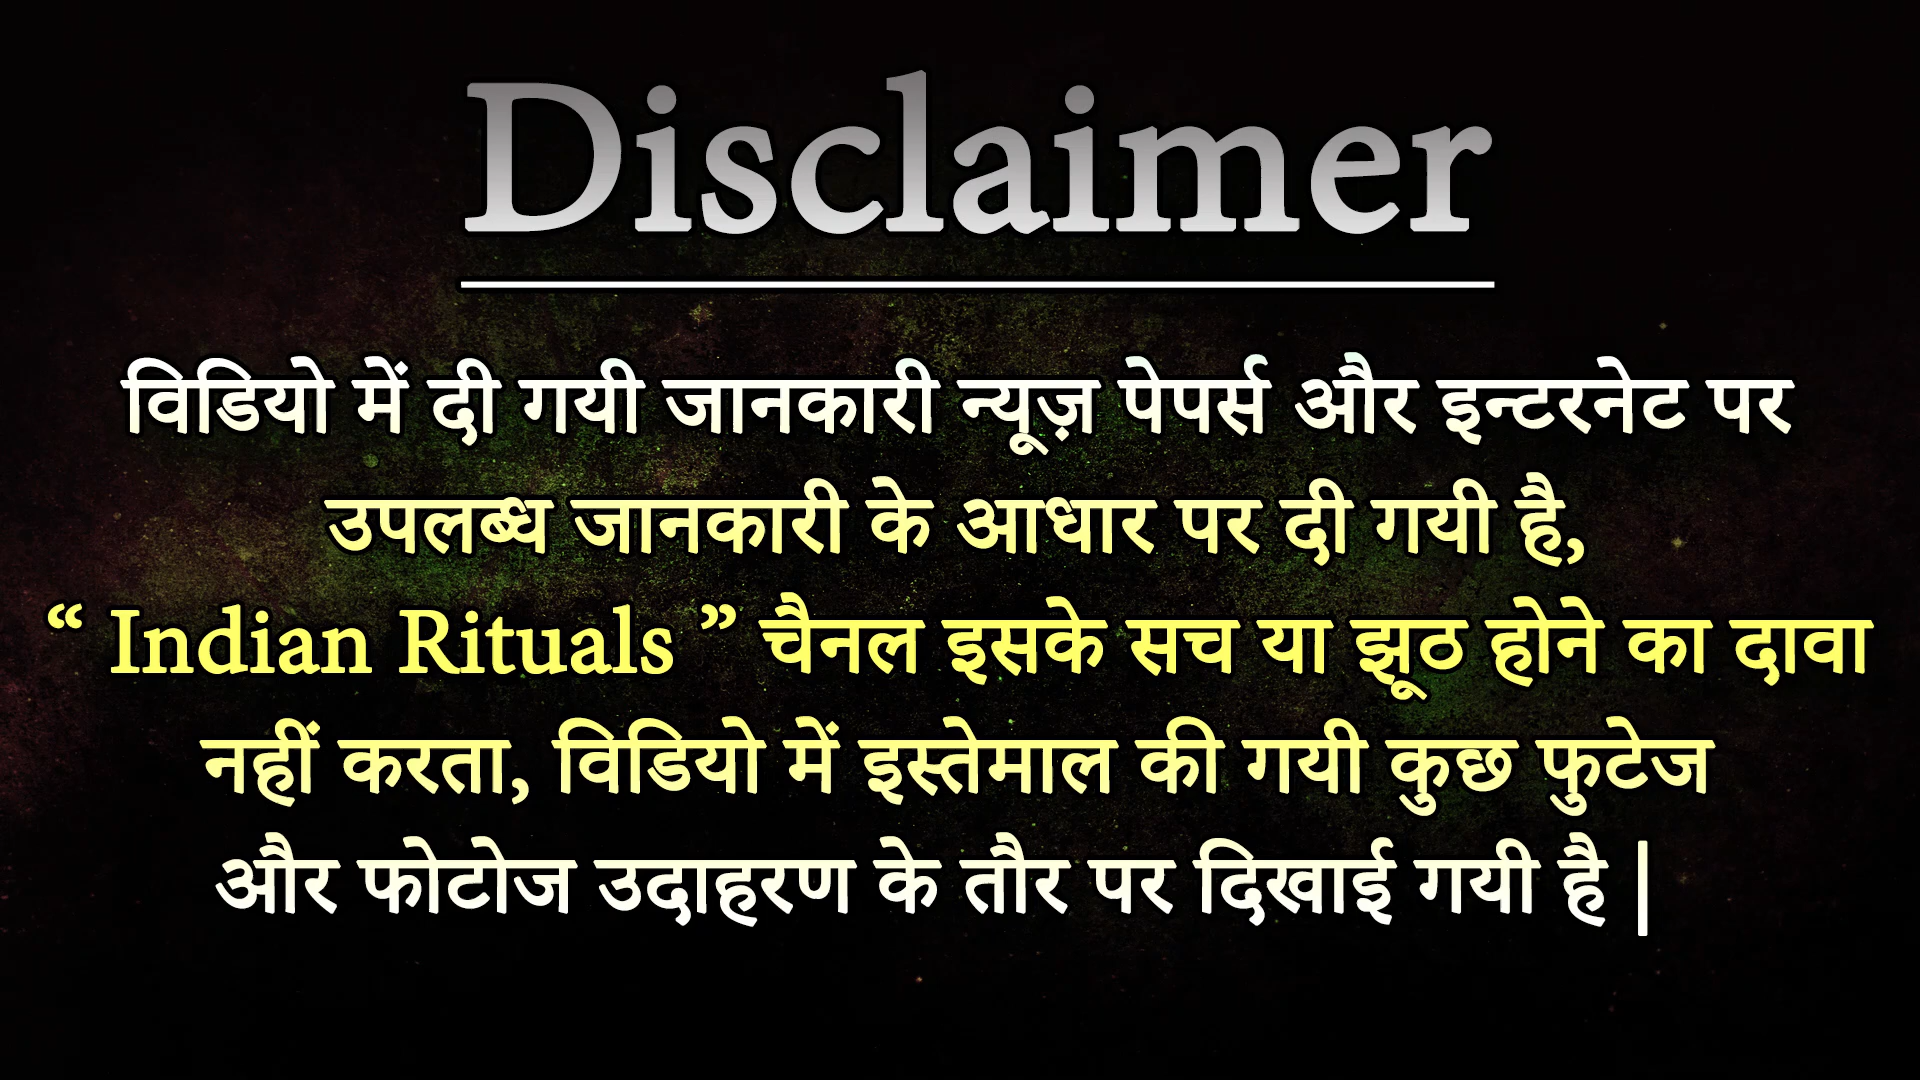 Disclaimer
विडियो में दी गयी जानकारी न्यूज़ पेपर्स और इन्टरनेट पर
उपलब्ध जानकारी के आधार पर दी गयी है,
“ Indian Rituals ” चैनल इसके सच या झूठ होने का दावा
नहीं करता, विडियो में इस्तेमाल की गयी कुछ फुटेज
और फोटोज उदाहरण के तौर पर दिखाई गयी है |